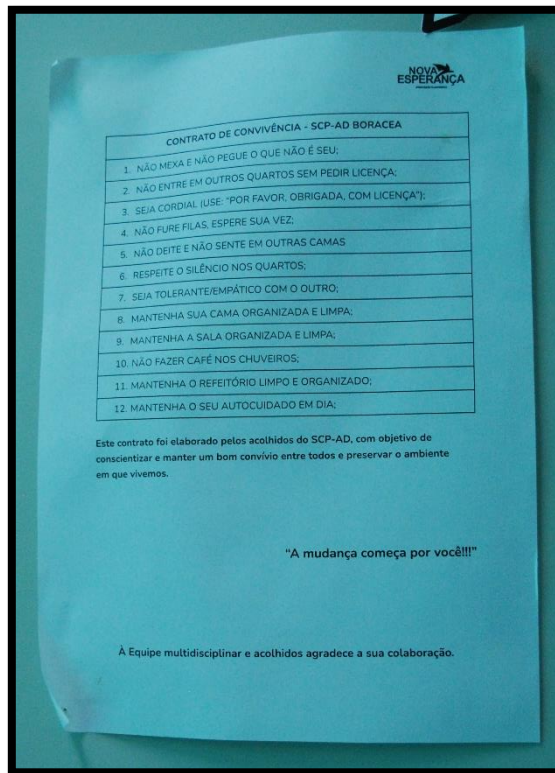 NOVA
ESPERANÇA
CONTRATO DE CONVIVÊNCIA - SCP-AD BORACEA
1. NÃO MEXA E NÃO PEGUE O QUE NÃO É SEU;
2. NÃO ENTRE EM OUTROS QUARTOS SEM PEDIR LICENÇA;
3. SEJA CORDIAL (USE: "POR FAVOR, OBRIGADA, COM LICENÇA");
4. NÃO FURE FILAS, ESPERE SUA VEZ;
5. NÃO DEITE E NÃO SENTE EM OUTRAS CAMAS
6. RESPEITE O SILÊNCIO NOS QUARTOS;
7. SEJA TOLERANTE/EMPÁTICO COM O OUTRO;
8. MANTENHA SUA CAMA ORGANIZADA E LIMPA;
9. MANTENHA A SALA ORGANIZADA E LIMPA;
10. NÃO FAZER CAFÉ NOS CHUVEIROS;
11. MANTENHA O REFEITÓRIO LIMPO E ORGANIZADO;
12. MANTENHA O SEU AUTOCUIDADO EM DIA;
Este contrato foi elaborado pelos acolhidos do SCP-AD, com objetivo de
conscientizar e manter um bom convívio entre todos e preservar o ambiente
em que vivemos.
"A mudança começa por você!!!"
À Equipe multidisciplinar e acolhidos agradece a sua colaboração.